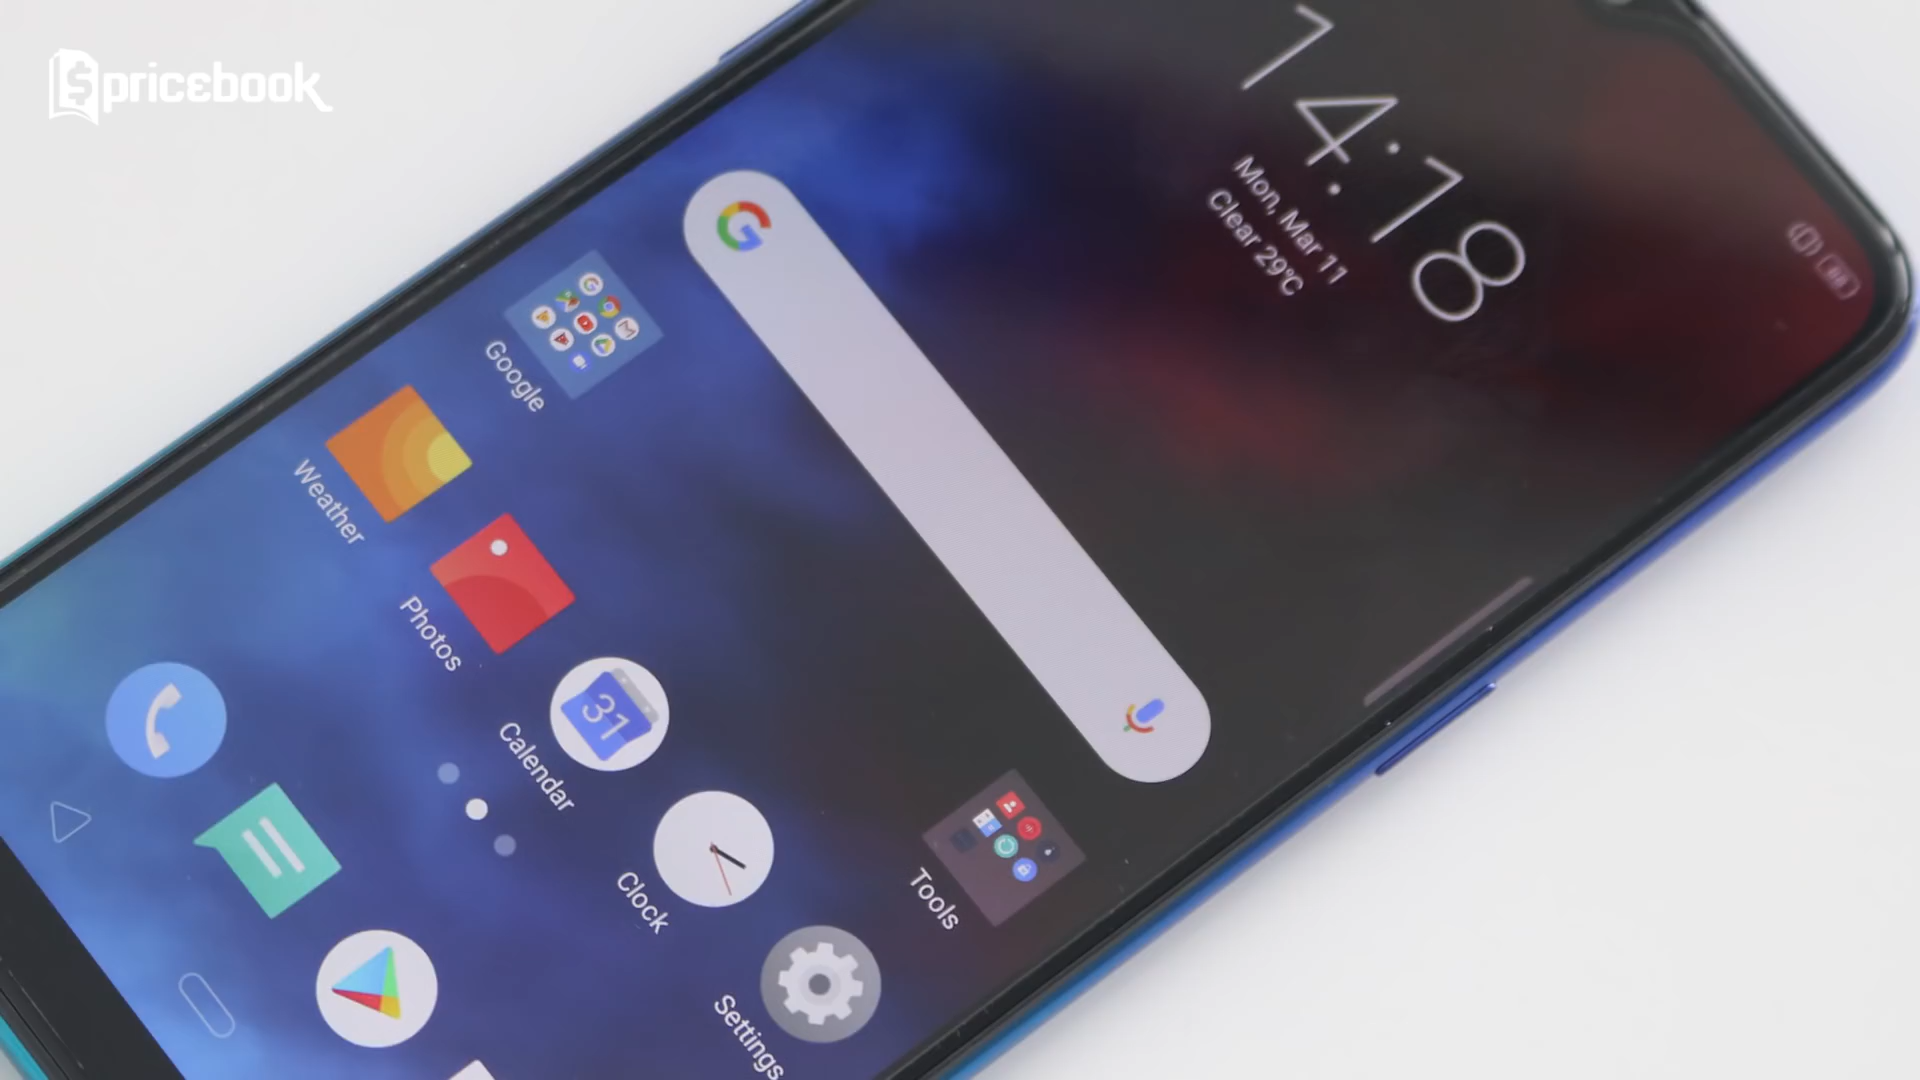 pricebook
14:18
Mon, Mar 11
Clear 29°C
Google
Weather
Photos
31
Calendar
Clock
Tools
Settings